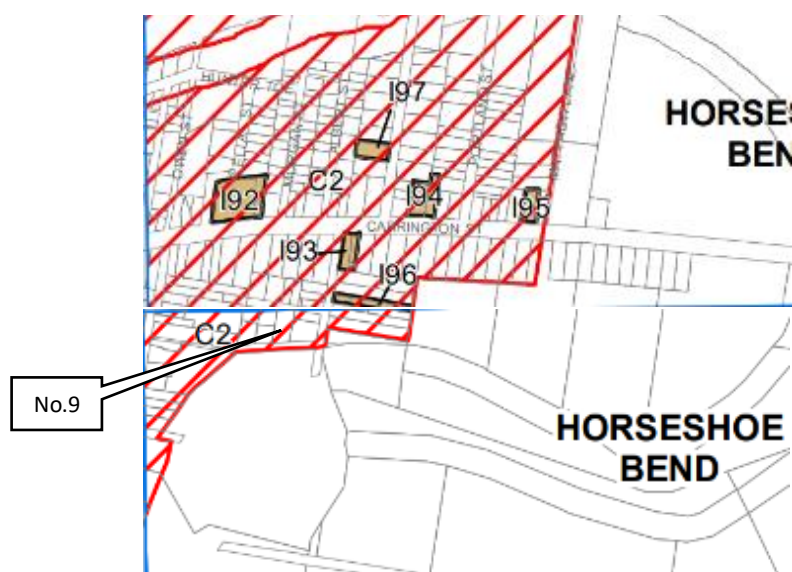 I97
HORSES
BEN
C2
I92
I94
I95
CARRINGTON ST
I93
I96
C2
No.9
HORSESHOE
BEND